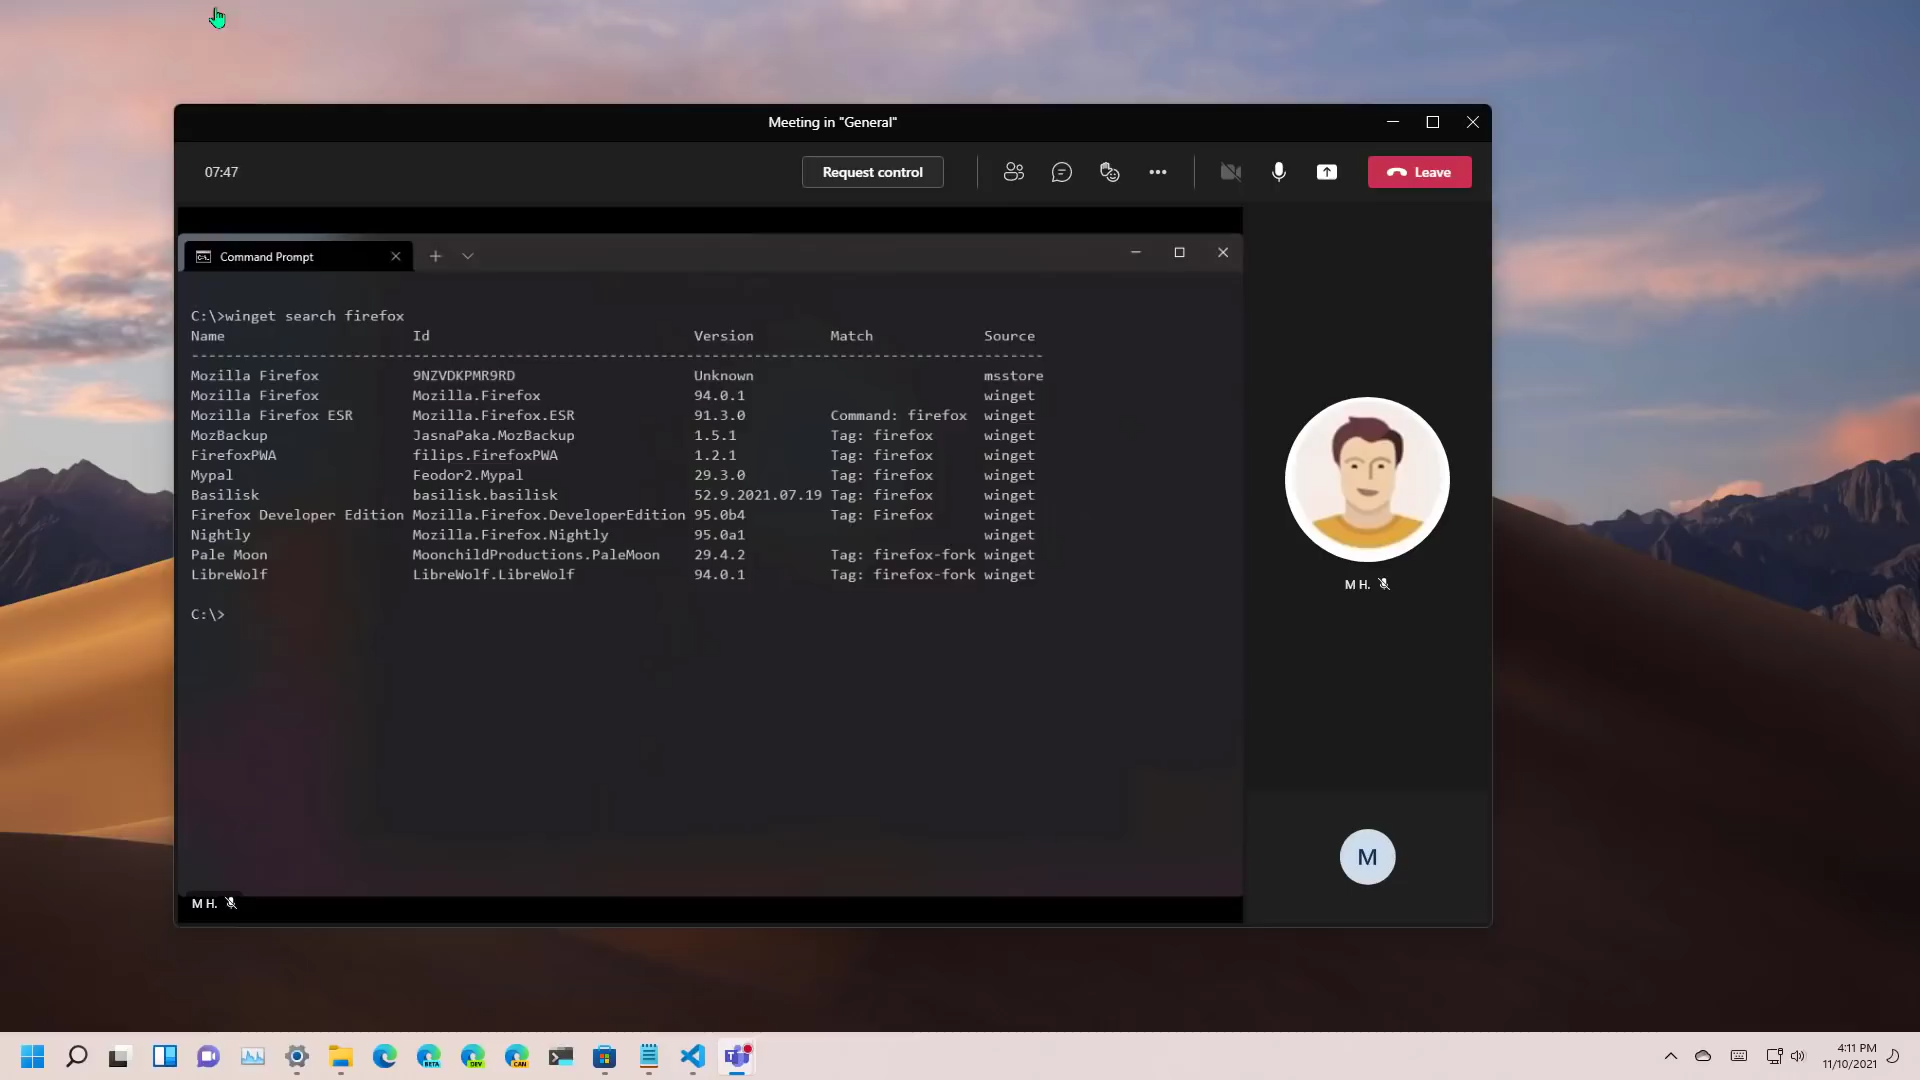 Meeting in "General"
07:47
Request control
Leave
Command Prompt
C:\>winget search firefox
Name Id Version Match Source
----------------------------------------------------------------------------------------------------
Mozilla Firefox 9NZVDKPMR9RD Unknown msstore
Mozilla Firefox Mozilla.Firefox 94.0.1 winget
Mozilla Firefox ESR Mozilla.Firefox.ESR 91.3.0 Command: firefox winget
MozBackup JasnaPaka.MozBackup 1.5.1 Tag: firefox winget
FirefoxPWA filips.FirefoxPWA 1.2.1 Tag: firefox winget
Mypal Feodor2.Mypal 29.3.0 Tag: firefox winget
Basilisk basilisk.basilisk 52.9.2021.07.19 Tag: firefox winget
Firefox Developer Edition Mozilla.Firefox.DeveloperEdition 95.0b4 Tag: Firefox winget
Nightly Mozilla.Firefox.Nightly 95.0a1 winget
Pale Moon MoonchildProductions.PaleMoon 29.4.2 Tag: firefox-fork winget
LibreWolf LibreWolf.LibreWolf 94.0.1 Tag: firefox-fork winget
C:\>
M H.
M
M H.
BETA
DEV
CAN
4:11 PM
11/10/2021